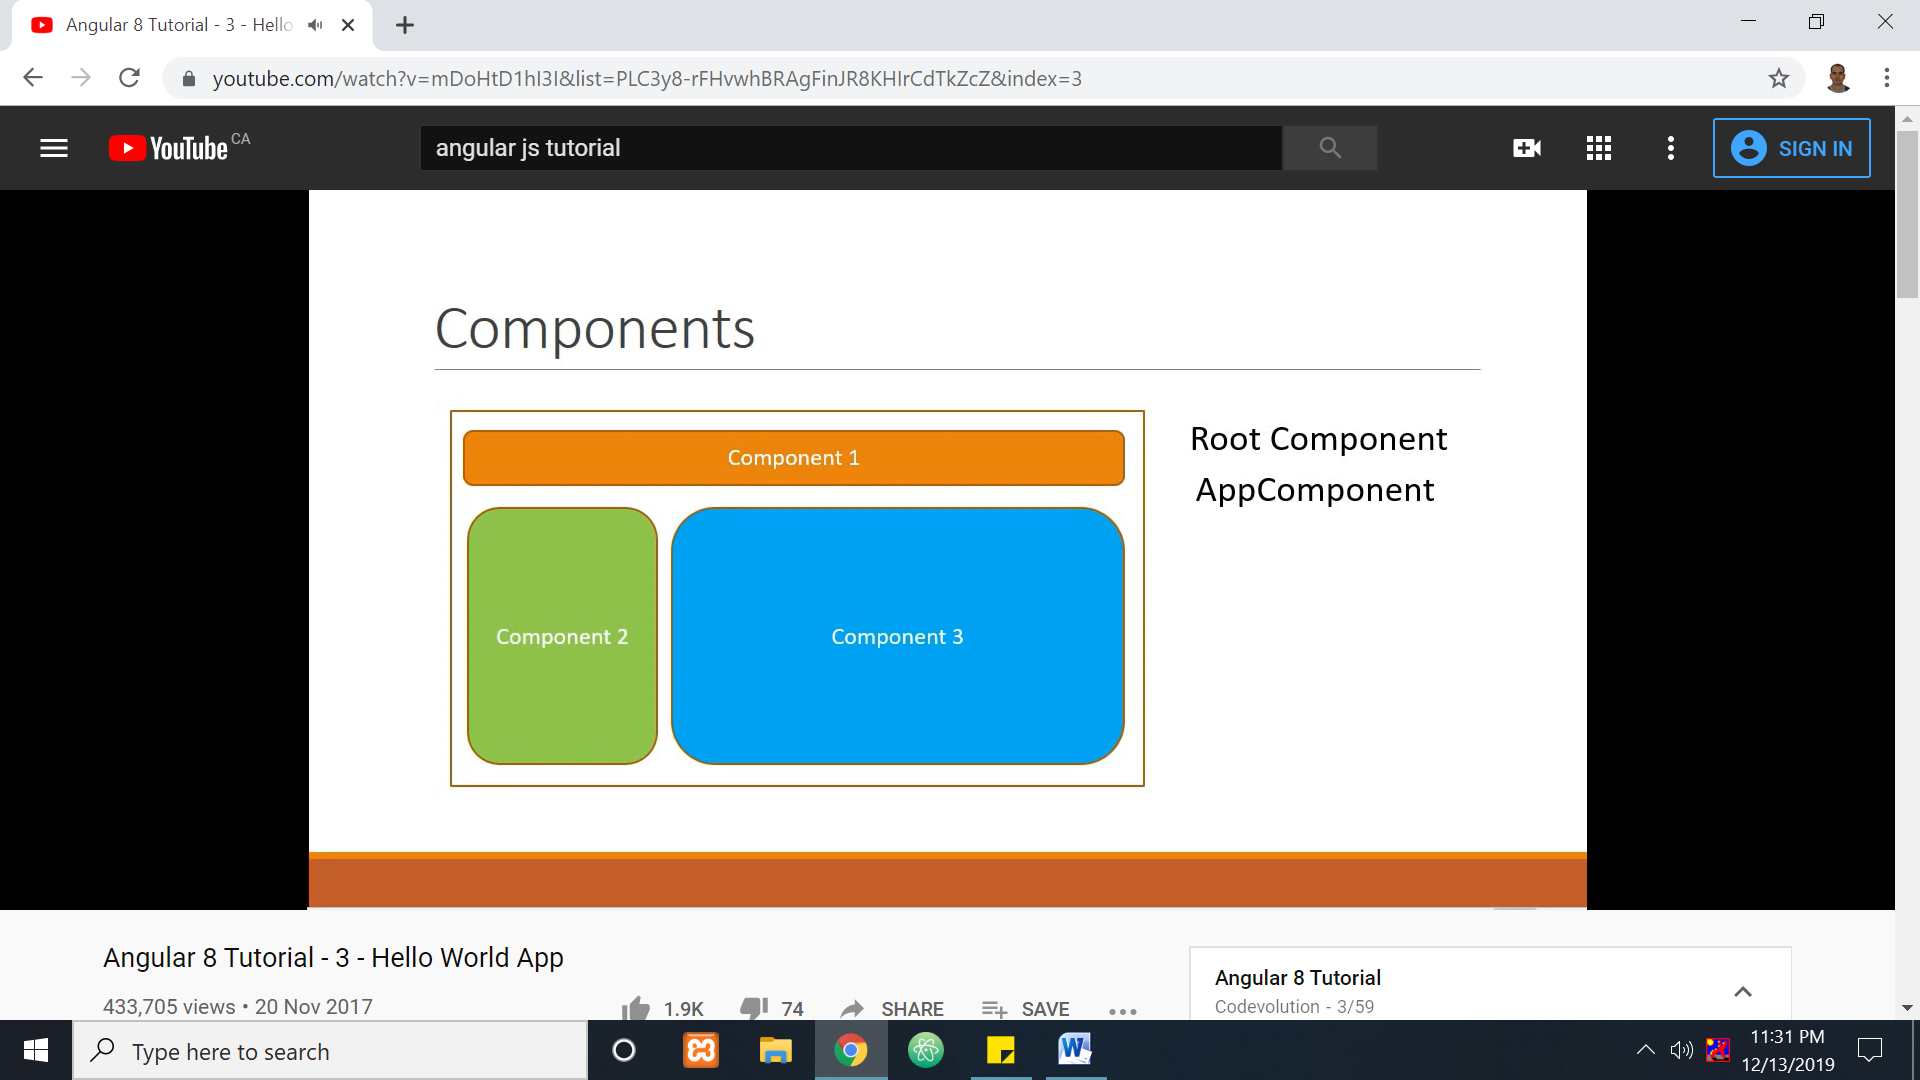 Angular 8 Tutorial - 3 - Hello
youtube.com/watch?v=mDoHtD1hI3I&list=PLC3y8-rFHvwhBRAgFinJR8KHIrCdTkZcZ&index=3
YouTube CA
angular js tutorial
SIGN IN
Components
Component 1
Component 2
Component 3
Root Component
AppComponent
Angular 8 Tutorial - 3 - Hello World App
433,705 views • 20 Nov 2017
1.9K
74
SHARE
SAVE
Angular 8 Tutorial
Codevolution - 3/59
Type here to search
W
11:31 PM
12/13/2019